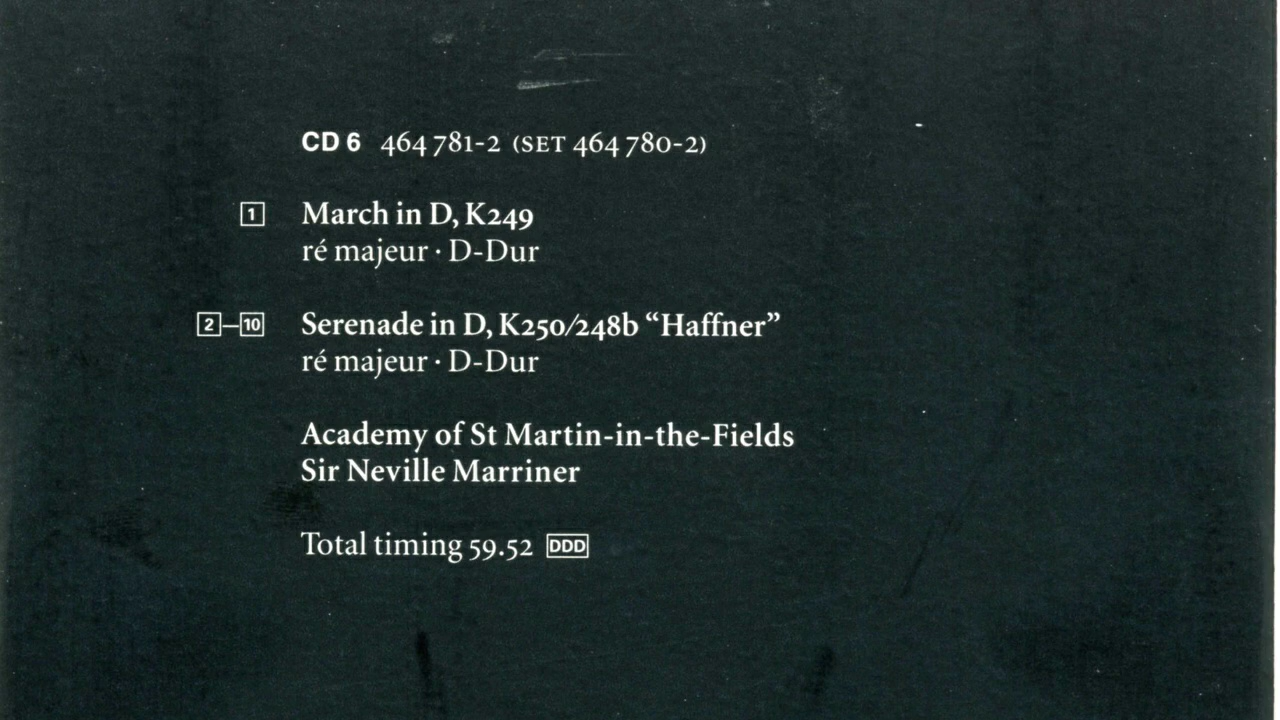 CD 6 464 781-2 (SET 464 780-2)
1 March in D, K249
ré majeur · D-Dur
2–10 Serenade in D, K250/248b “Haffner”
ré majeur · D-Dur
Academy of St Martin-in-the-Fields
Sir Neville Marriner
Total timing 59.52 DDD